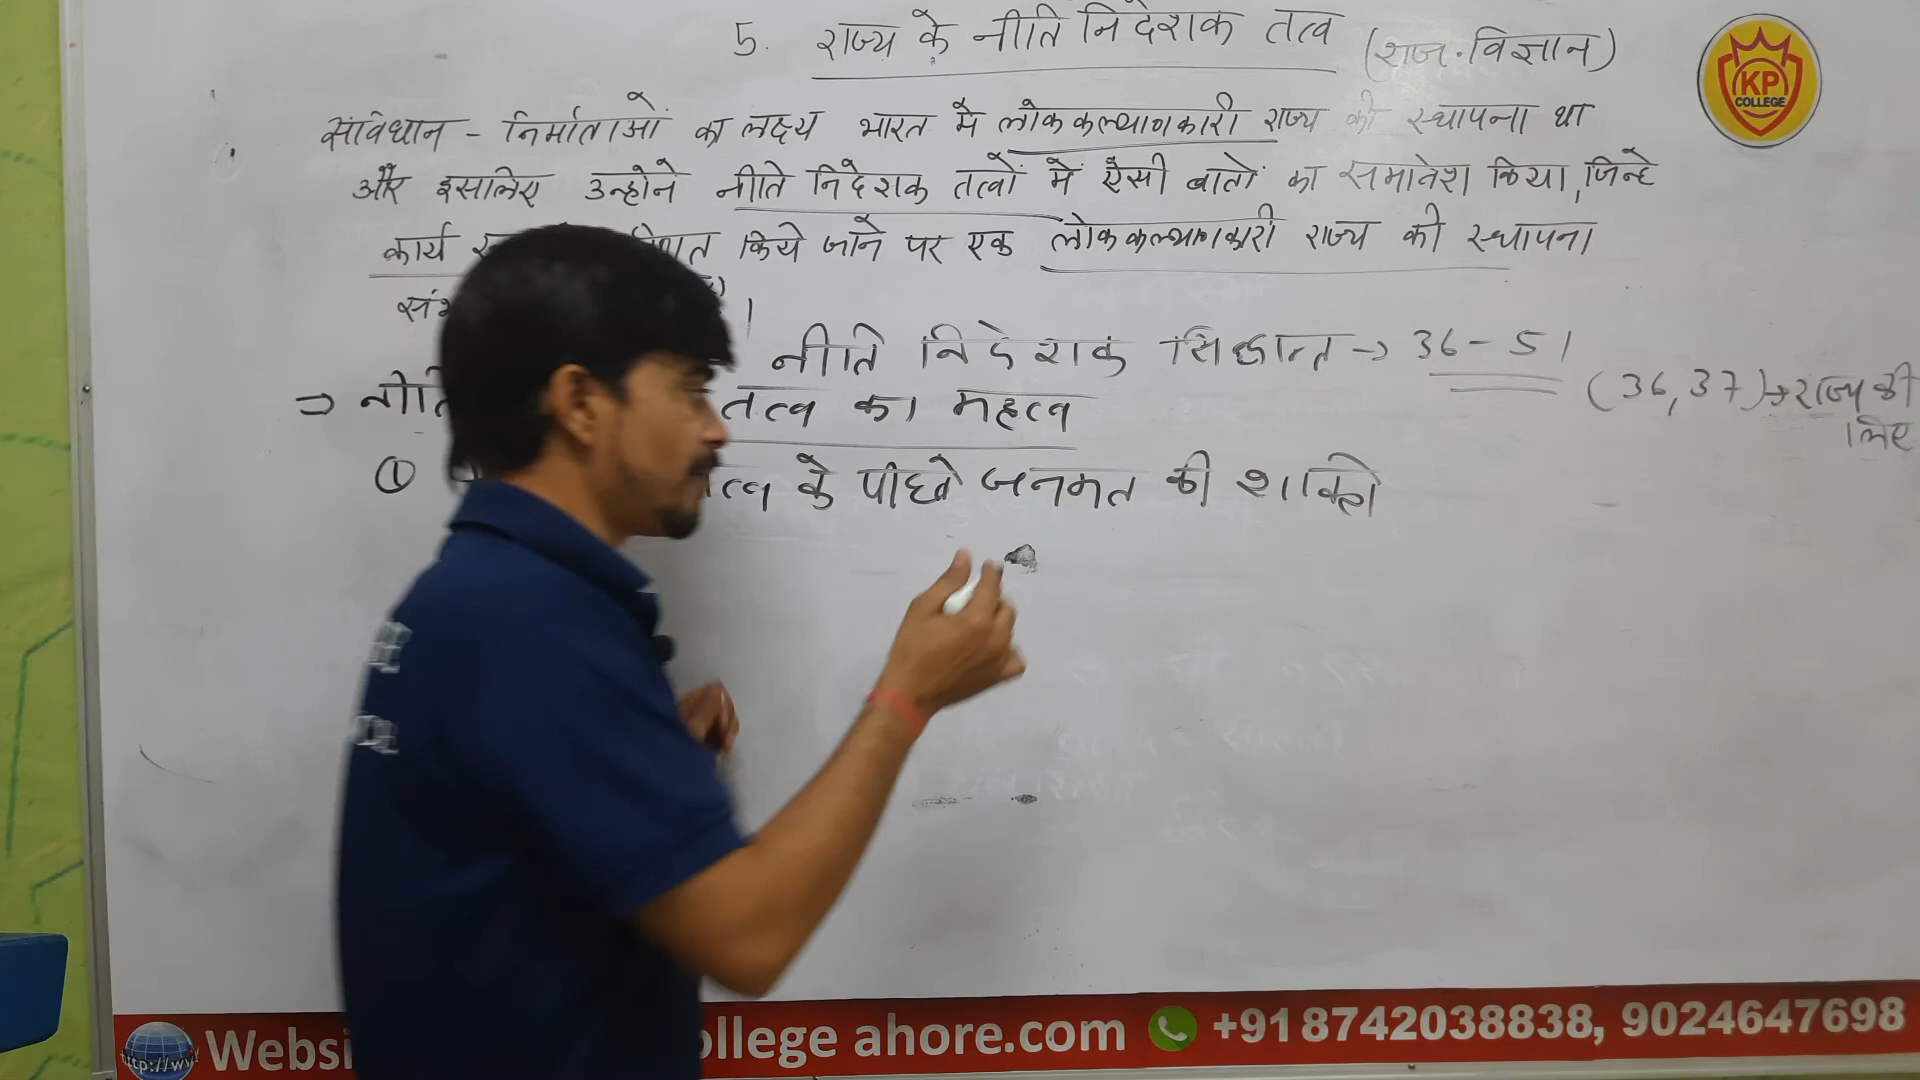 5. राज्य के नीति निदेशक तत्व (राज. विज्ञान)
KP
COLLEGE
संविधान - निर्माताओं का लक्ष्य भारत मे लोककल्याणकारी राज्य की स्थापना था
और इसलिए उन्होने नीति निदेशक तत्वों में ऐसी बातों का समावेश किया, जिन्हे
कार्य किये जाने पर एक लोककल्याणकारी राज्य की स्थापना
।
नीति निदेशक सिद्धान्त → 36 - 51
(36, 37) → राज्य की
लिए
⇒ तत्व का महत्व
① के पीछे जनमत की शक्ति
http://w
Websi ollege ahore.com +91 8742038838, 9024647698